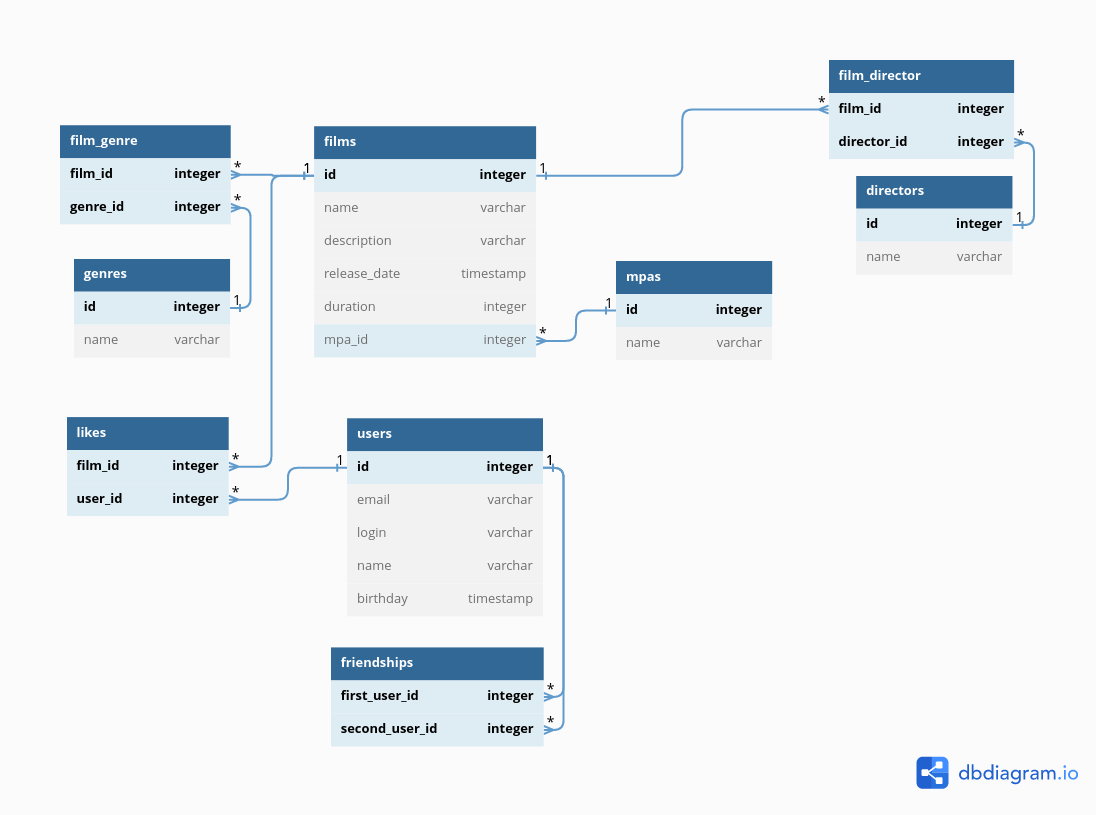 film_director
* film_id integer
director_id integer *
directors
id integer 1
name varchar
film_genre
film_id integer *
genre_id integer *
genres
id integer 1
name varchar
films
1 id integer 1
name varchar
description varchar
release_date timestamp
duration integer
mpa_id integer *
mpas
1 id integer
name varchar
likes
film_id integer *
user_id integer *
users
1 id integer 1
email varchar
login varchar
name varchar
birthday timestamp
friendships
first_user_id integer *
second_user_id integer *
dbdiagram.io